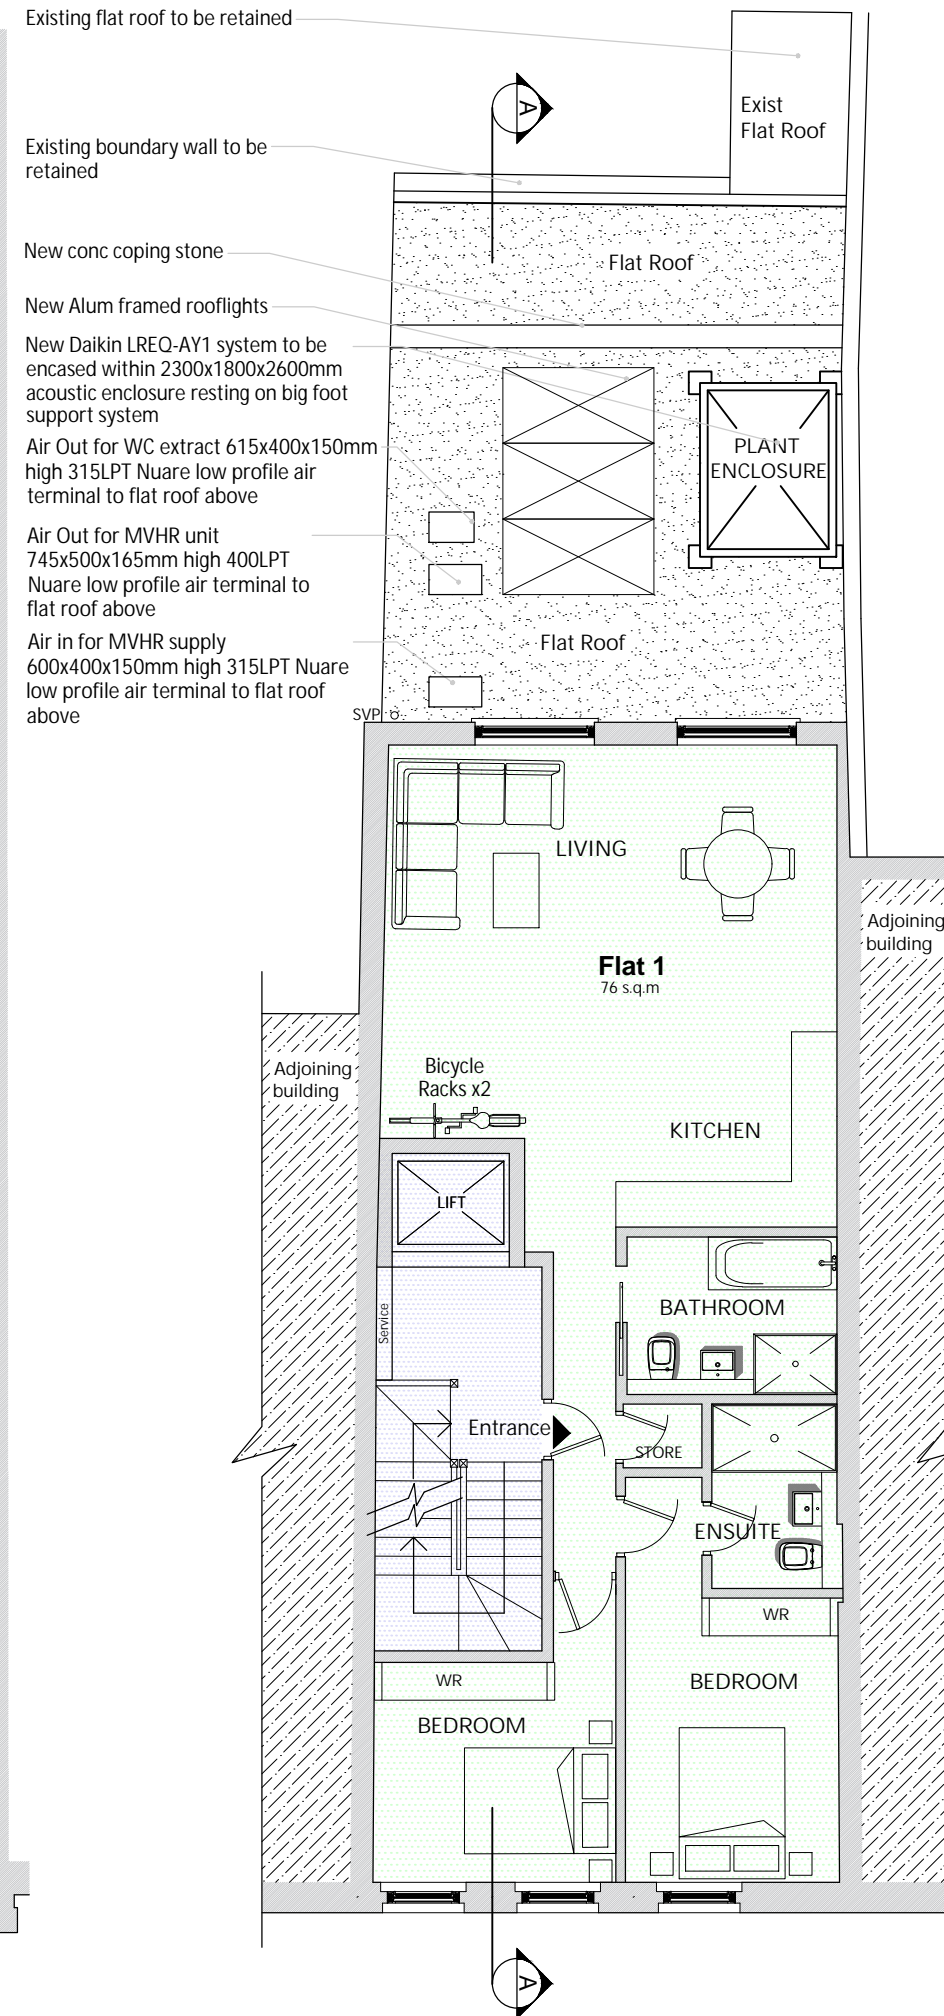 Existing flat roof to be retained
A
Exist
Flat Roof
Existing boundary wall to be
retained
New conc coping stone
Flat Roof
New Alum framed rooflights
New Daikin LREQ-AY1 system to be
encased within 2300x1800x2600mm
acoustic enclosure resting on big foot
support system
PLANT
ENCLOSURE
Air Out for WC extract 615x400x150mm
high 315LPT Nuare low profile air
terminal to flat roof above
Air Out for MVHR unit
745x500x165mm high 400LPT
Nuare low profile air terminal to
flat roof above
Air in for MVHR supply
600x400x150mm high 315LPT Nuare
low profile air terminal to flat roof
above
Flat Roof
SVP
LIVING
Adjoining
building
Flat 1
76 s.q.m
Adjoining
building
Bicycle
Racks x2
KITCHEN
LIFT
BATHROOM
Service
Entrance
STORE
ENSUITE
WR
WR
BEDROOM
BEDROOM
A